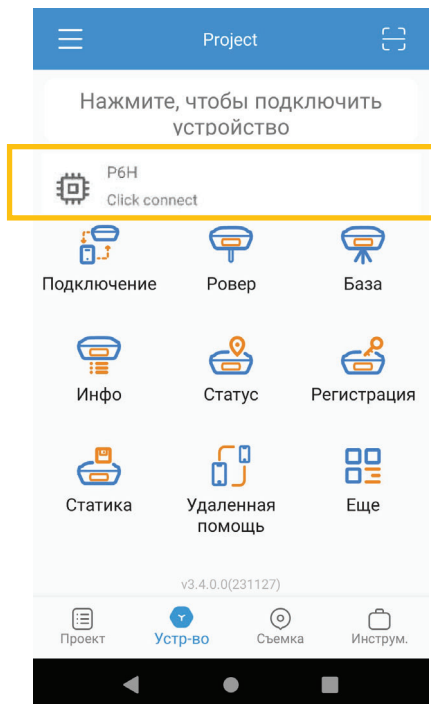 Project
Нажмите, чтобы подключить
устройство
P6H
Click connect
Подключение Ровер База
Инфо Статус Регистрация
Статика Удаленная Еще
помощь
v3.4.0.0(231127)
Проект Устр-во Съемка Инструм.